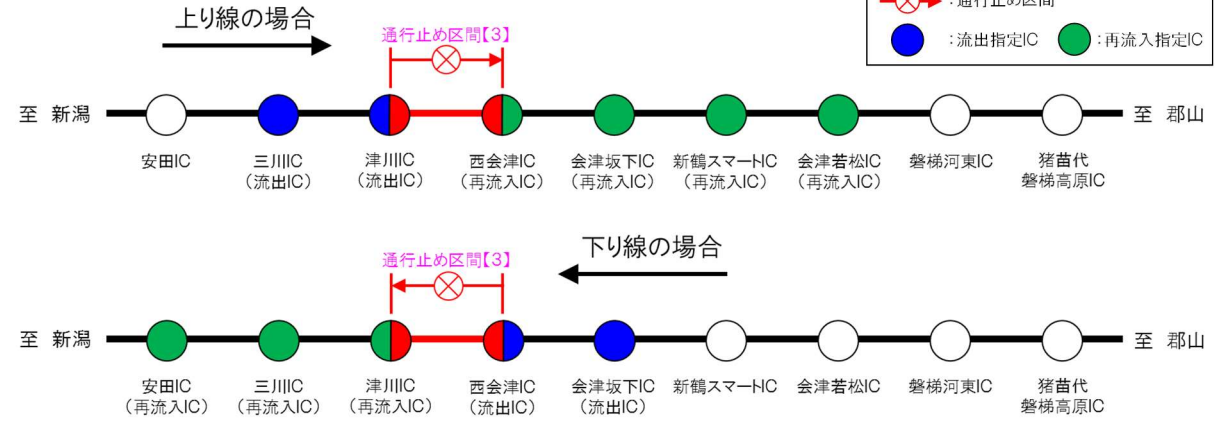 :通行止め区間
:流出指定IC
:再流入指定IC
上り線の場合
通行止め区間【3】
至 新潟
至 郡山
安田IC
三川IC
(流出IC)
津川IC
(流出IC)
西会津IC
(再流入IC)
会津坂下IC
(再流入IC)
新鶴スマートIC
(再流入IC)
会津若松IC
(再流入IC)
磐梯河東IC
猪苗代
磐梯高原IC
下り線の場合
通行止め区間【3】
至 新潟
至 郡山
安田IC
(再流入IC)
三川IC
(再流入IC)
津川IC
(再流入IC)
西会津IC
(流出IC)
会津坂下IC
(流出IC)
新鶴スマートIC
会津若松IC
磐梯河東IC
猪苗代
磐梯高原IC